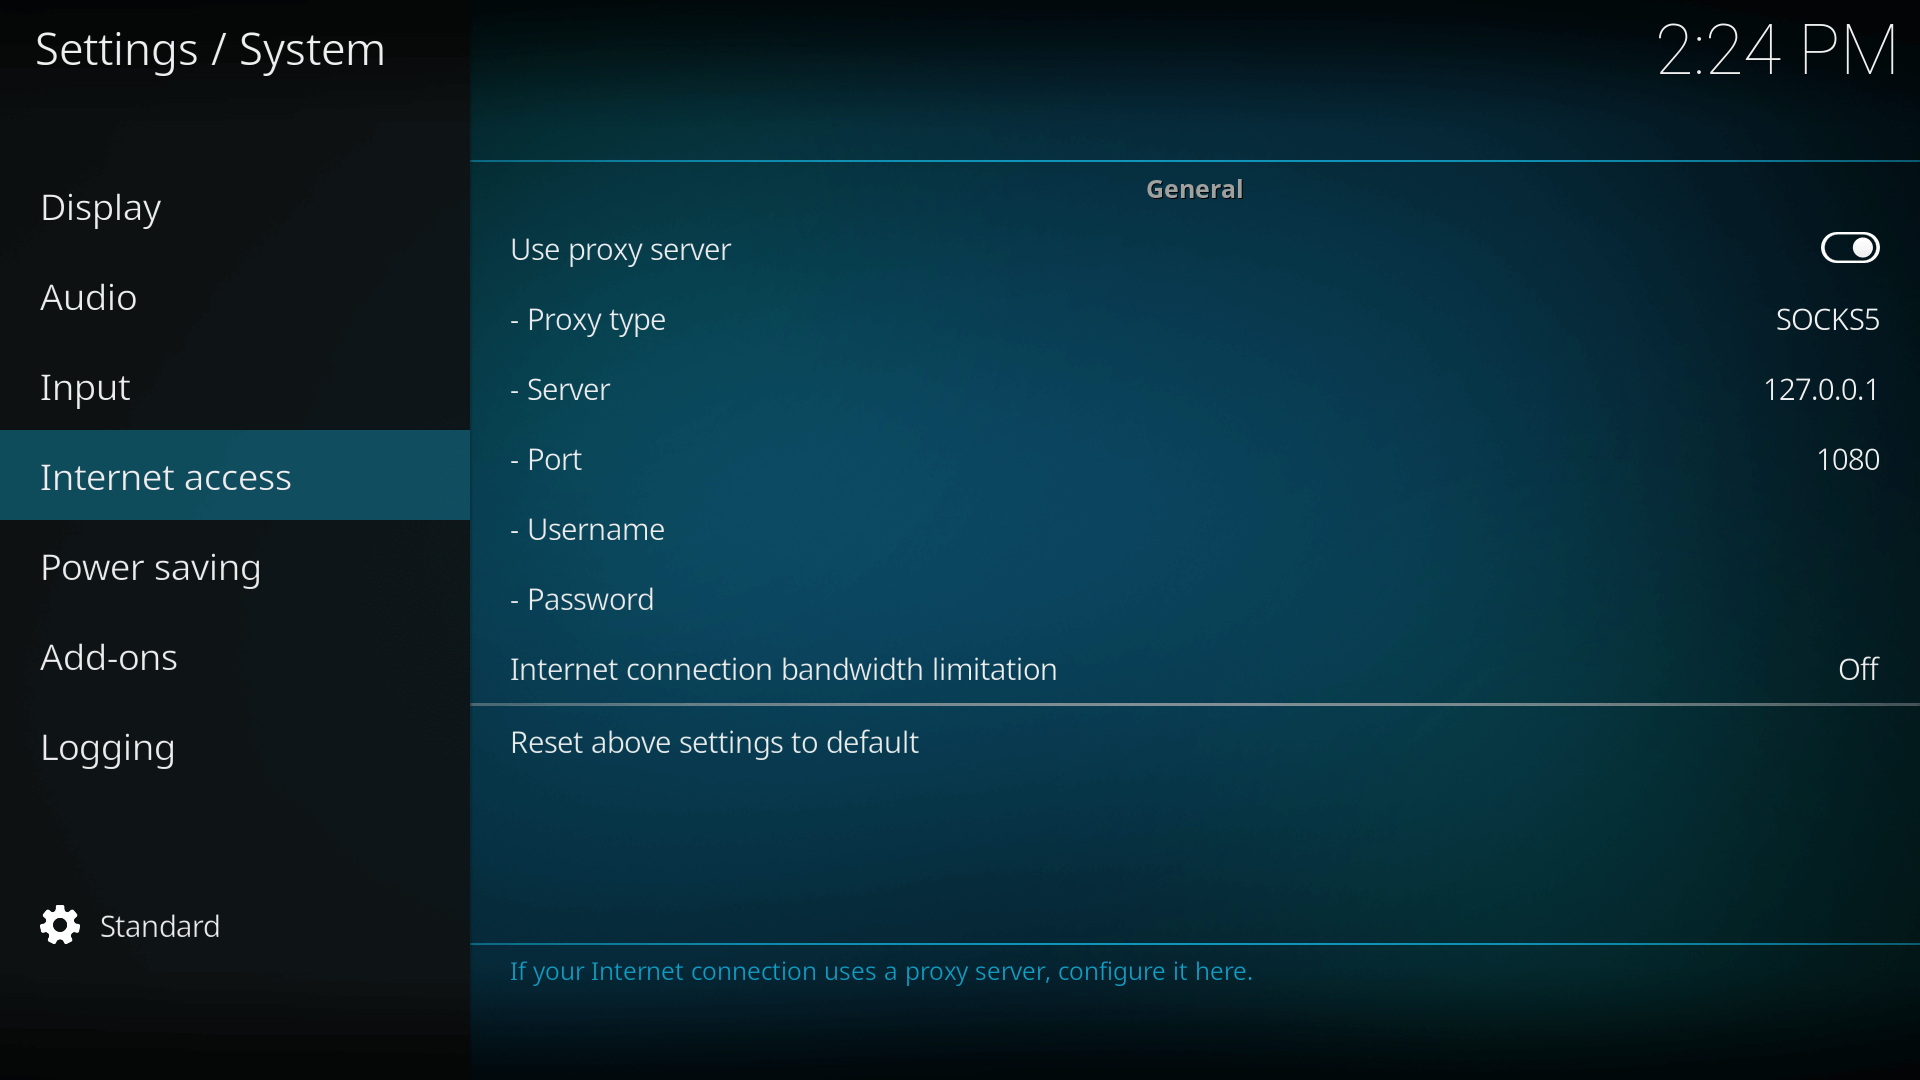 Settings / System
2:24 PM
Display
Audio
Input
Internet access
Power saving
Add-ons
Logging
Standard
General
Use proxy server
- Proxy type SOCKS5
- Server 127.0.0.1
- Port 1080
- Username
- Password
Internet connection bandwidth limitation Off
Reset above settings to default
If your Internet connection uses a proxy server, configure it here.